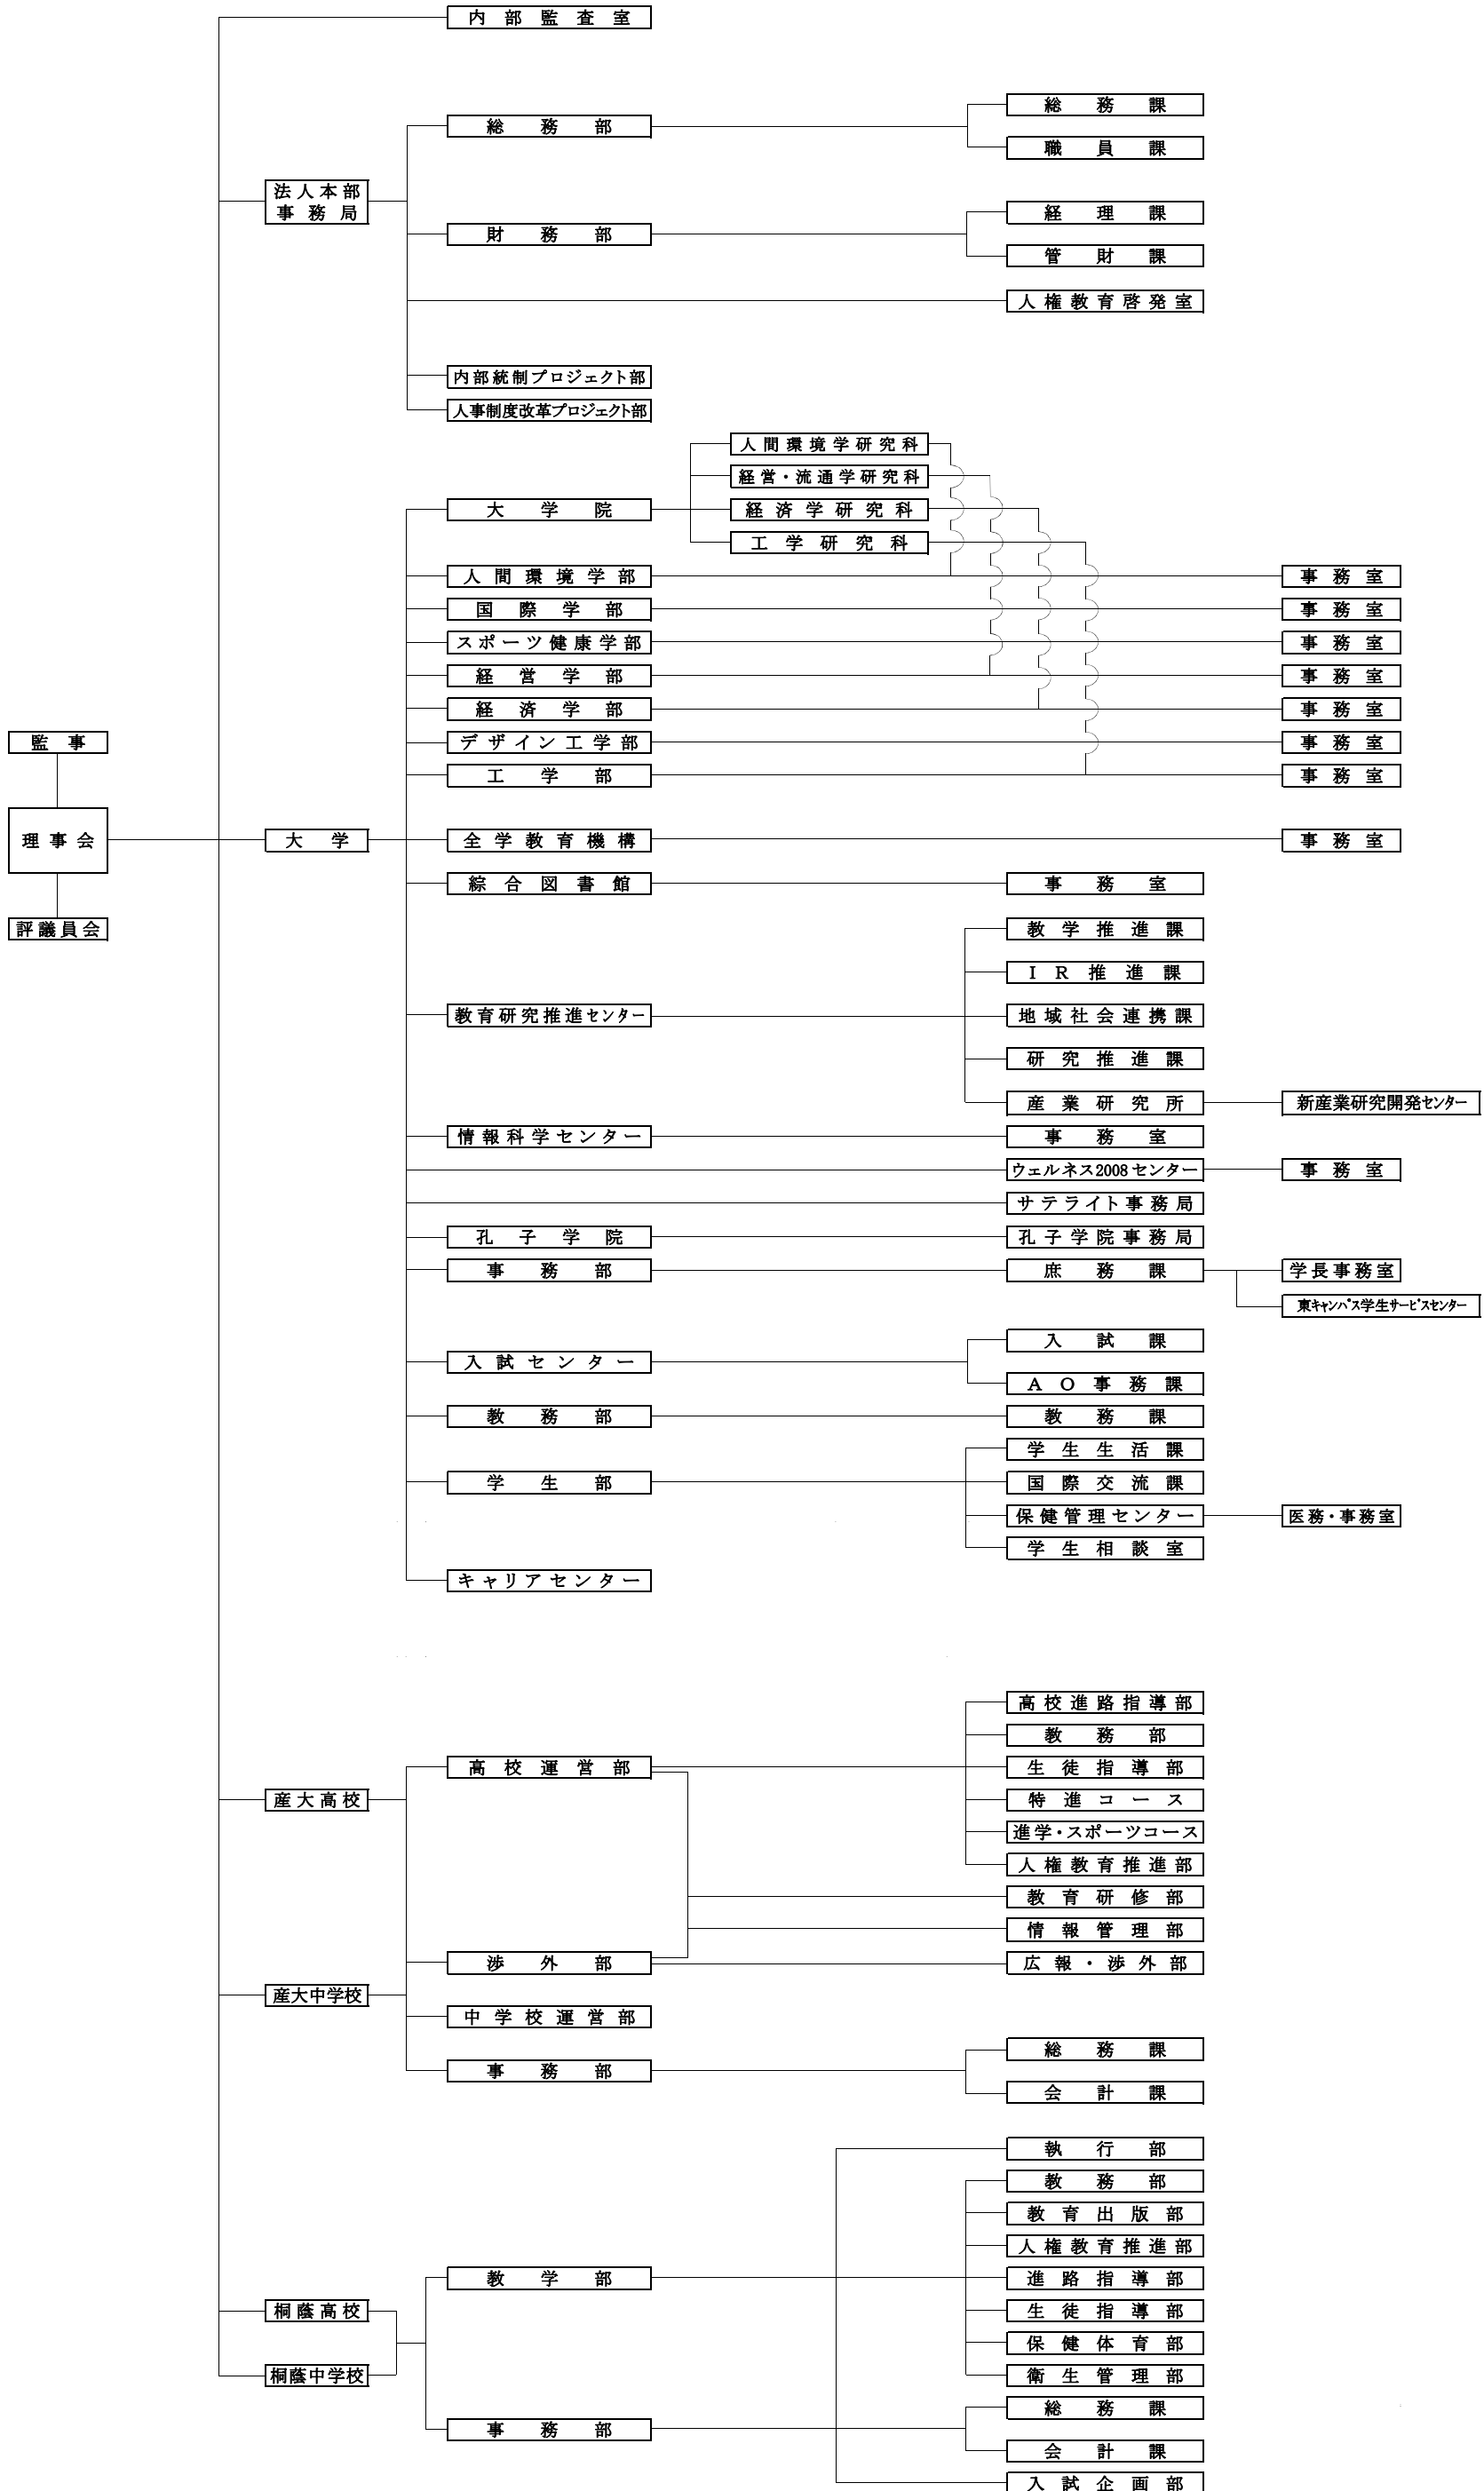 内部監査室
総務課
総務部
職員課
法人本部
事務局
経理課
財務部
管財課
人権教育啓発室
内部統制プロジェクト部
人事制度改革プロジェクト部
人間環境学研究科
経営・流通学研究科
大学院
経済学研究科
工学研究科
人間環境学部
事務室
国際学部
事務室
スポーツ健康学部
事務室
経営学部
事務室
経済学部
事務室
監事
デザイン工学部
事務室
工学部
事務室
理事会
大学
全学教育機構
事務室
綜合図書館
事務室
評議員会
教学推進課
IR推進課
教育研究推進センター
地域社会連携課
研究推進課
産業研究所
新産業研究開発センター
情報科学センター
事務室
ウェルネス2008センター
事務室
サテライト事務局
孔子学院
孔子学院事務局
事務部
庶務課
学長事務室
東キャンパス学生サービスセンター
入試課
入試センター
AO事務課
教務部
教務課
学生生活課
学生部
国際交流課
保健管理センター
医務・事務室
学生相談室
キャリアセンター
高校進路指導部
教務部
高校運営部
生徒指導部
産大高校
特進コース
進学・スポーツコース
人権教育推進部
教育研修部
情報管理部
渉外部
広報・渉外部
産大中学校
中学校運営部
総務課
事務部
会計課
執行部
教務部
教育出版部
人権教育推進部
教学部
進路指導部
桐蔭高校
生徒指導部
保健体育部
桐蔭中学校
衛生管理部
総務課
事務部
会計課
入試企画部